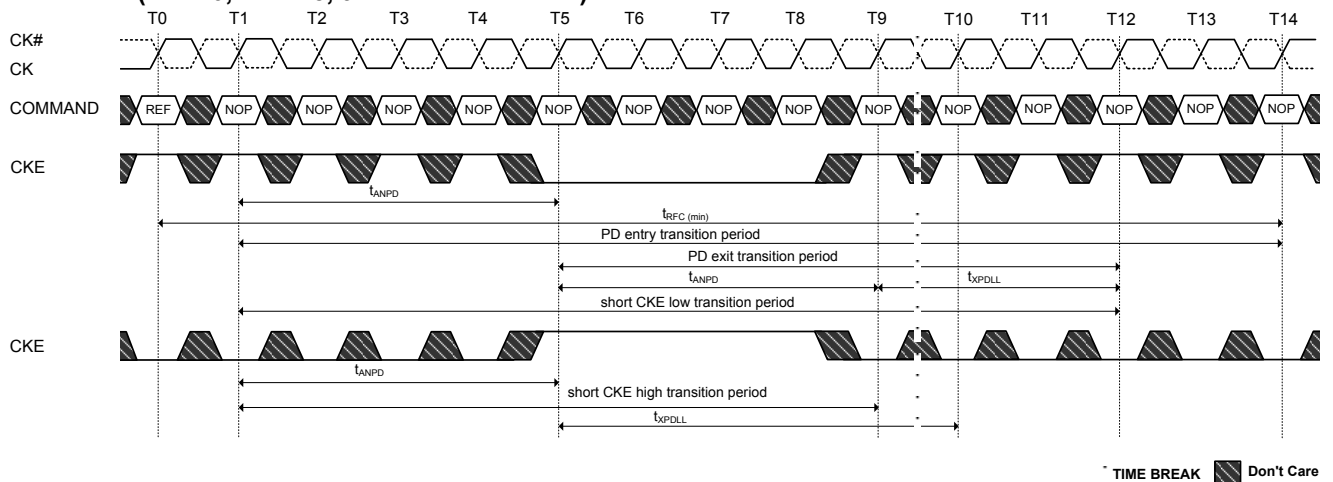 T0 T1 T2 T3 T4 T5 T6 T7 T8 T9 T10 T11 T12 T13 T14
CK#
CK
COMMAND REF NOP NOP NOP NOP NOP NOP NOP NOP NOP NOP NOP NOP NOP NOP
CKE
tANPD
tRFC (min)
PD entry transition period
PD exit transition period
tANPD tXPDLL
short CKE low transition period
CKE
tANPD
short CKE high transition period
tXPDLL
TIME BREAK Don't Care